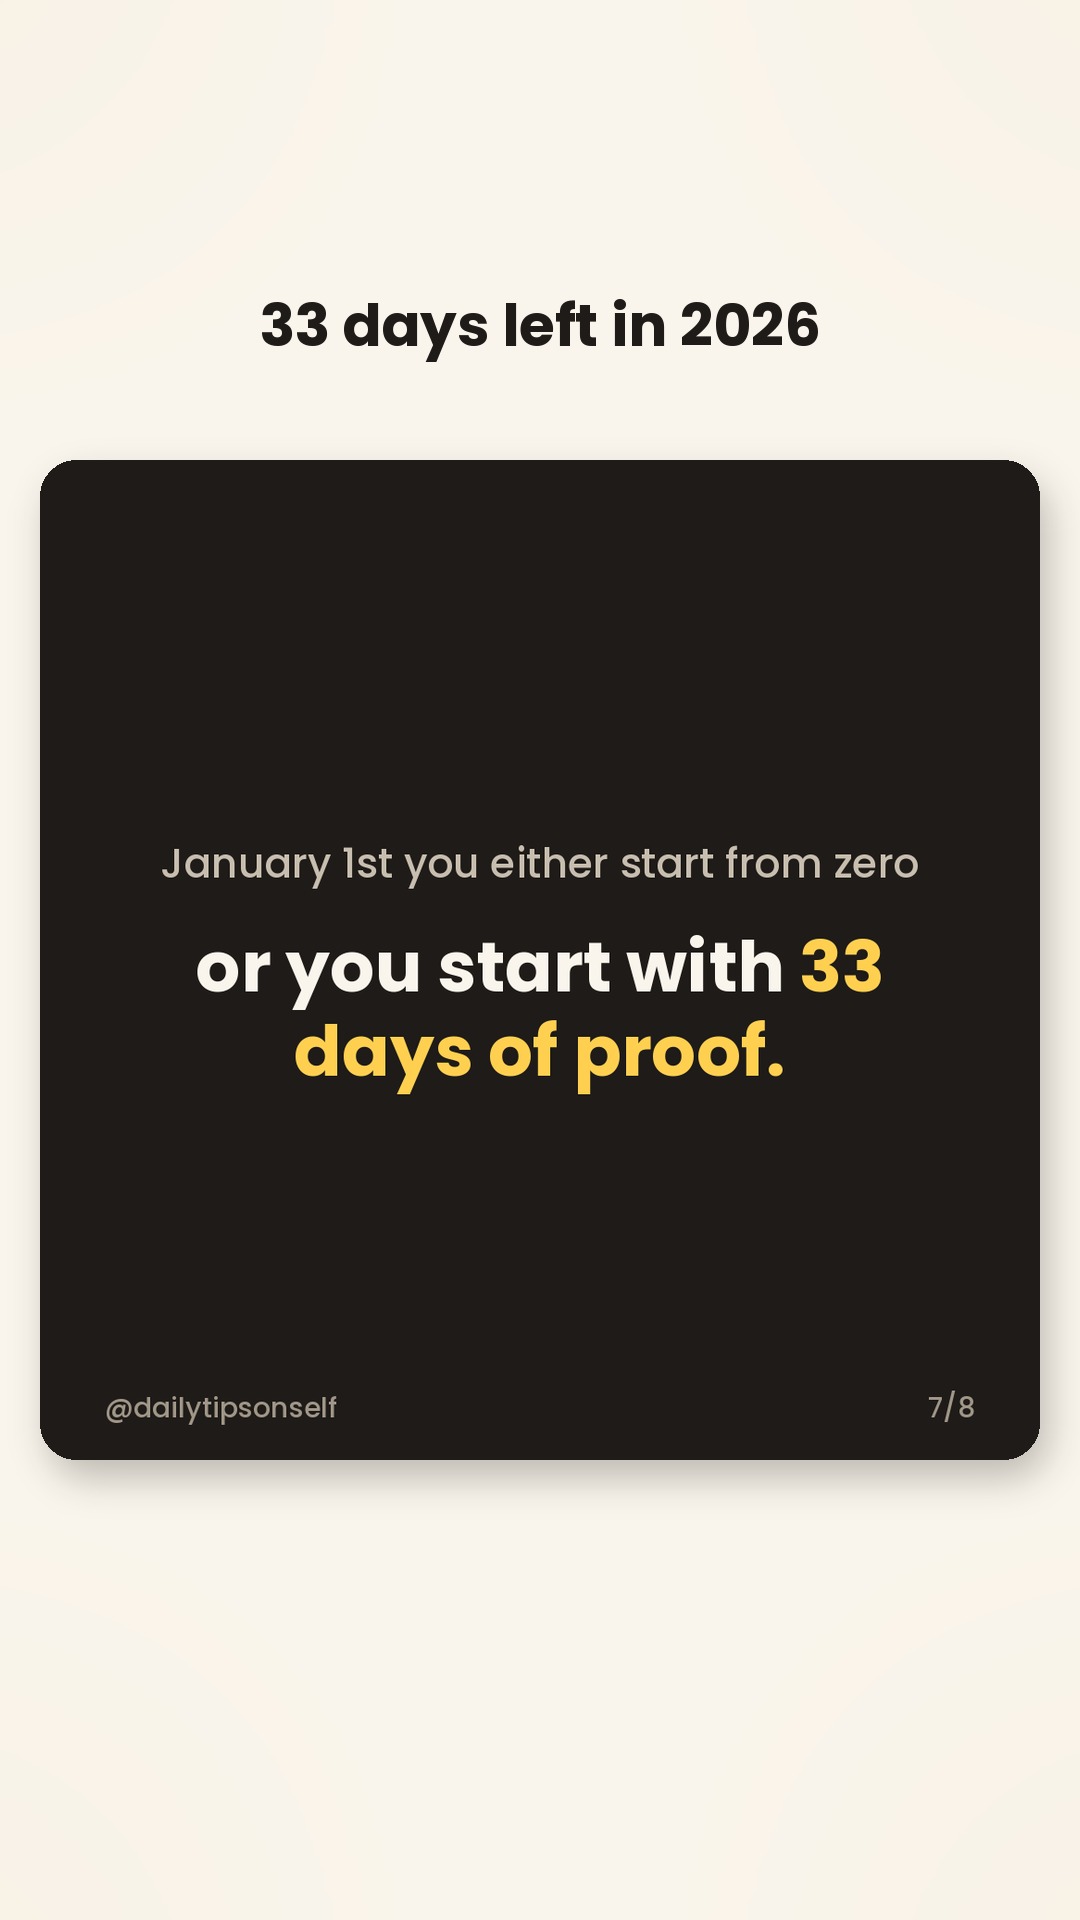 33 days left in 2026
January 1st you either start from zero
or you start with 33
days of proof.
@dailytipsonself
7/8